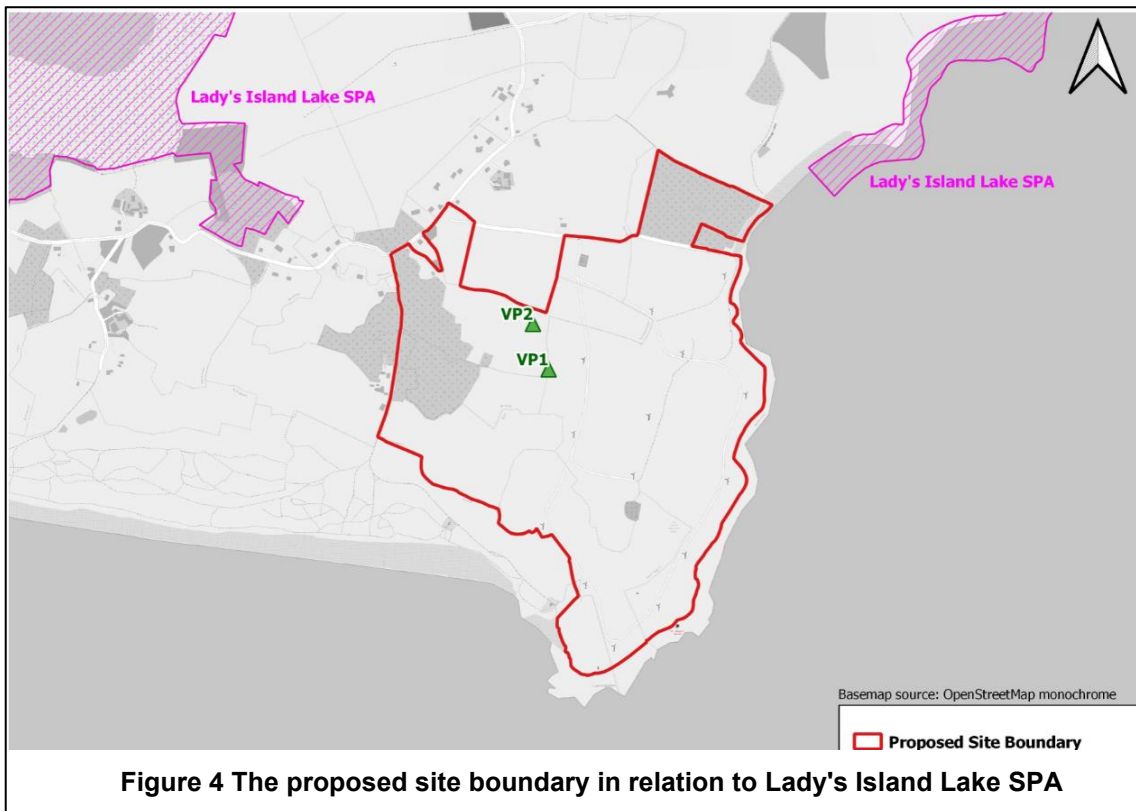 Lady's Island Lake SPA
Lady's Island Lake SPA
VP2
VP1
Basemap source: OpenStreetMap monochrome
Proposed Site Boundary
Figure 4 The proposed site boundary in relation to Lady's Island Lake SPA